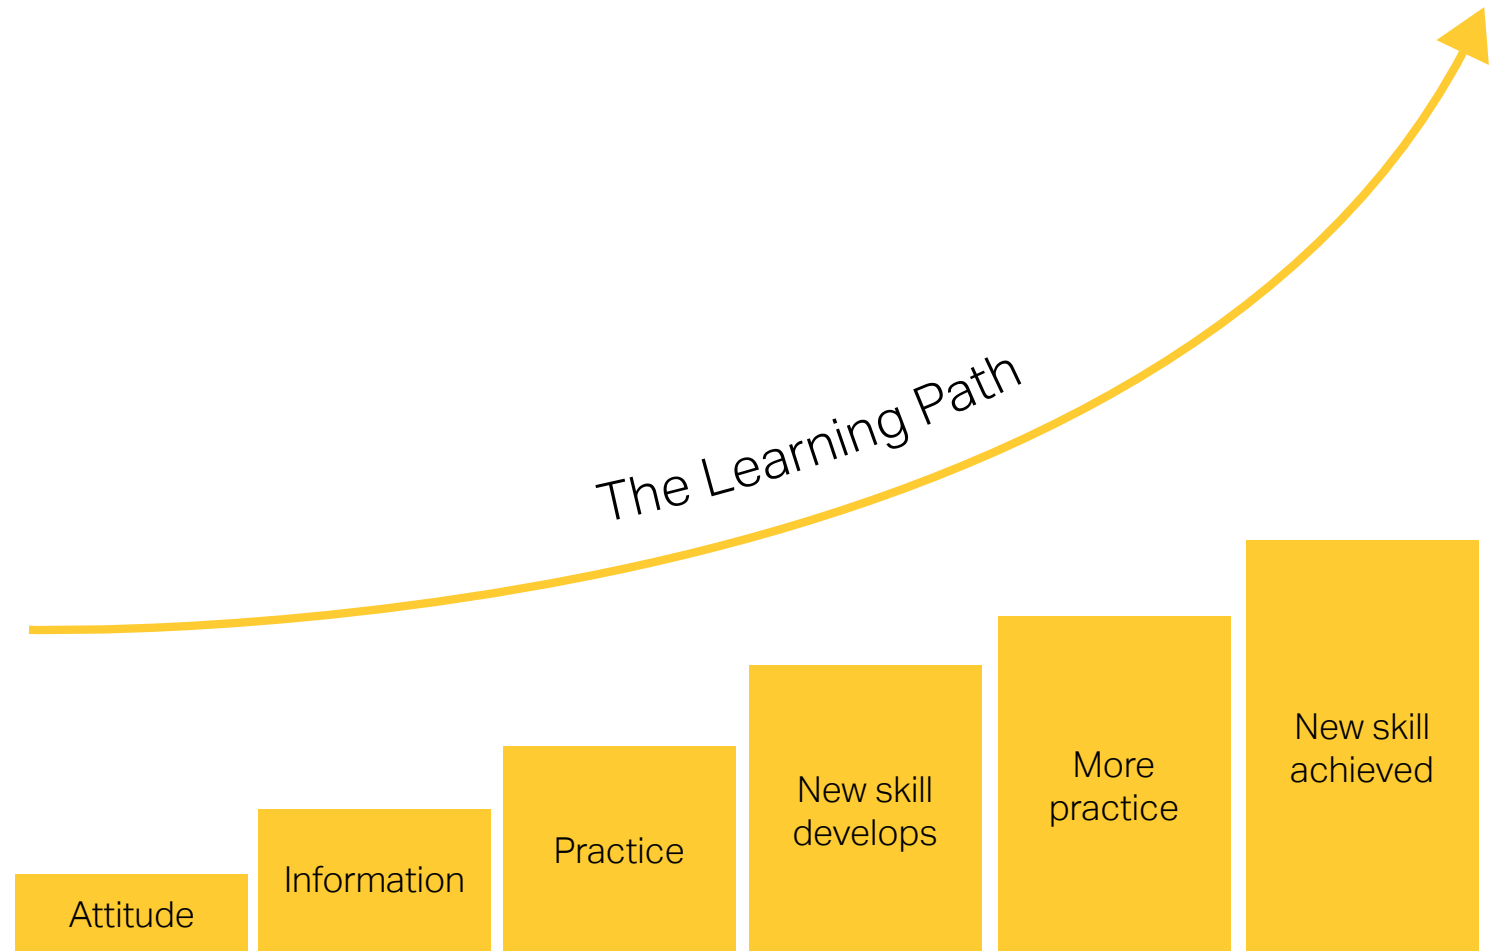 The Learning Path
Attitude
Information
Practice
New skill
develops
More
practice
New skill
achieved